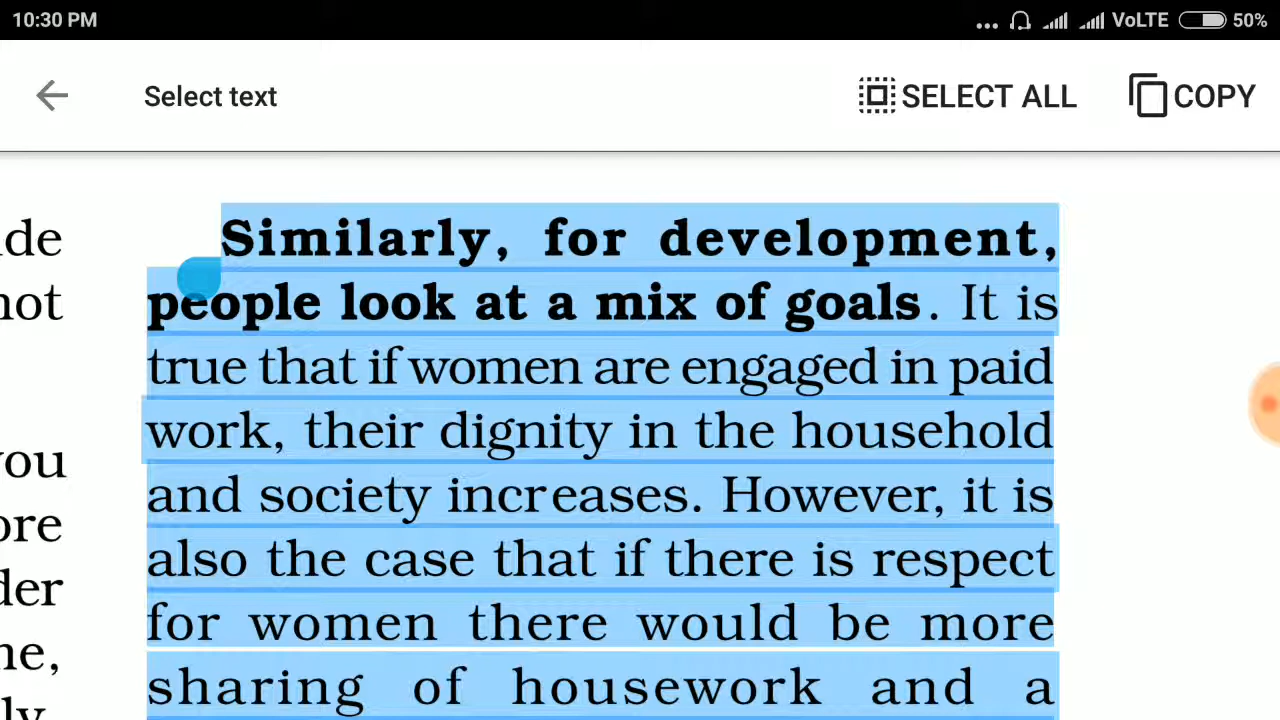 10:30 PM
... VoLTE 50%
Select text
SELECT ALL
COPY
not
you
Similarly, for development,
people look at a mix of goals. It is
true that if women are engaged in paid
work, their dignity in the household
and society increases. However, it is
also the case that if there is respect
for women there would be more
sharing of housework and a